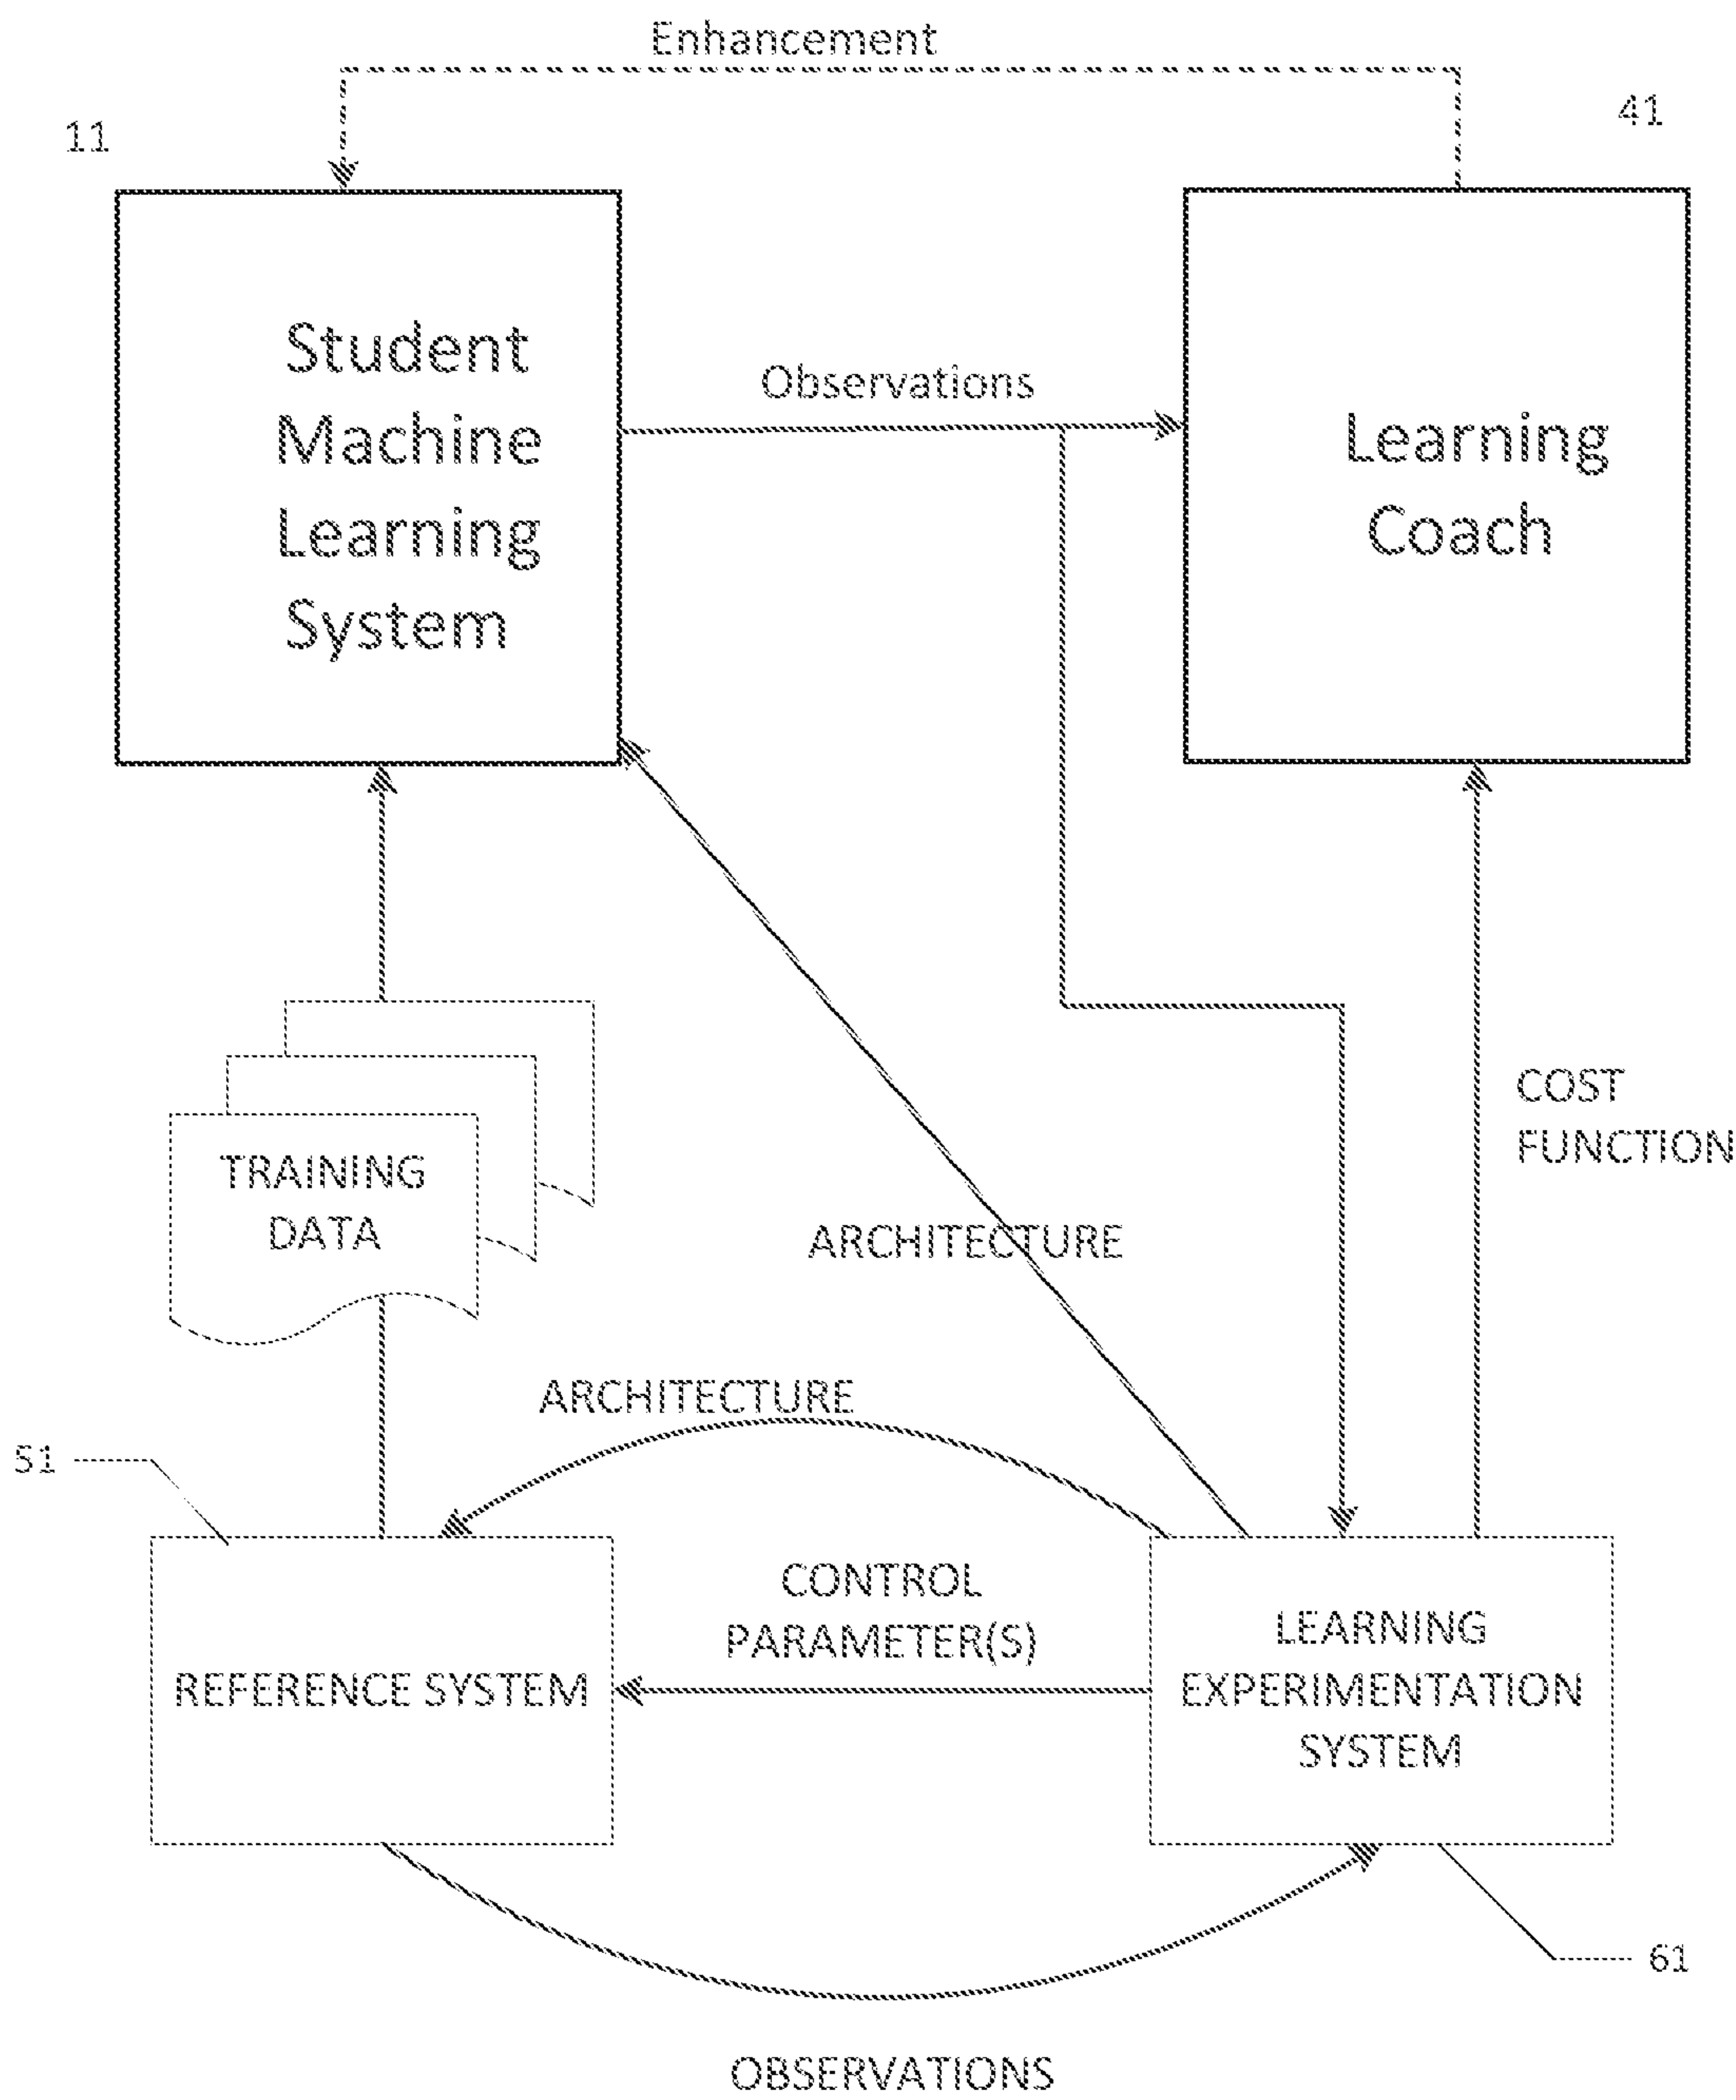 Enhancement
11
41
Student
Machine
Learning
System
Observations
Learning
Coach
COST
FUNCTION
TRAINING
DATA
ARCHITECTURE
ARCHITECTURE
51
CONTROL
PARAMETER(S)
REFERENCE SYSTEM
LEARNING
EXPERIMENTATION
SYSTEM
61
OBSERVATIONS